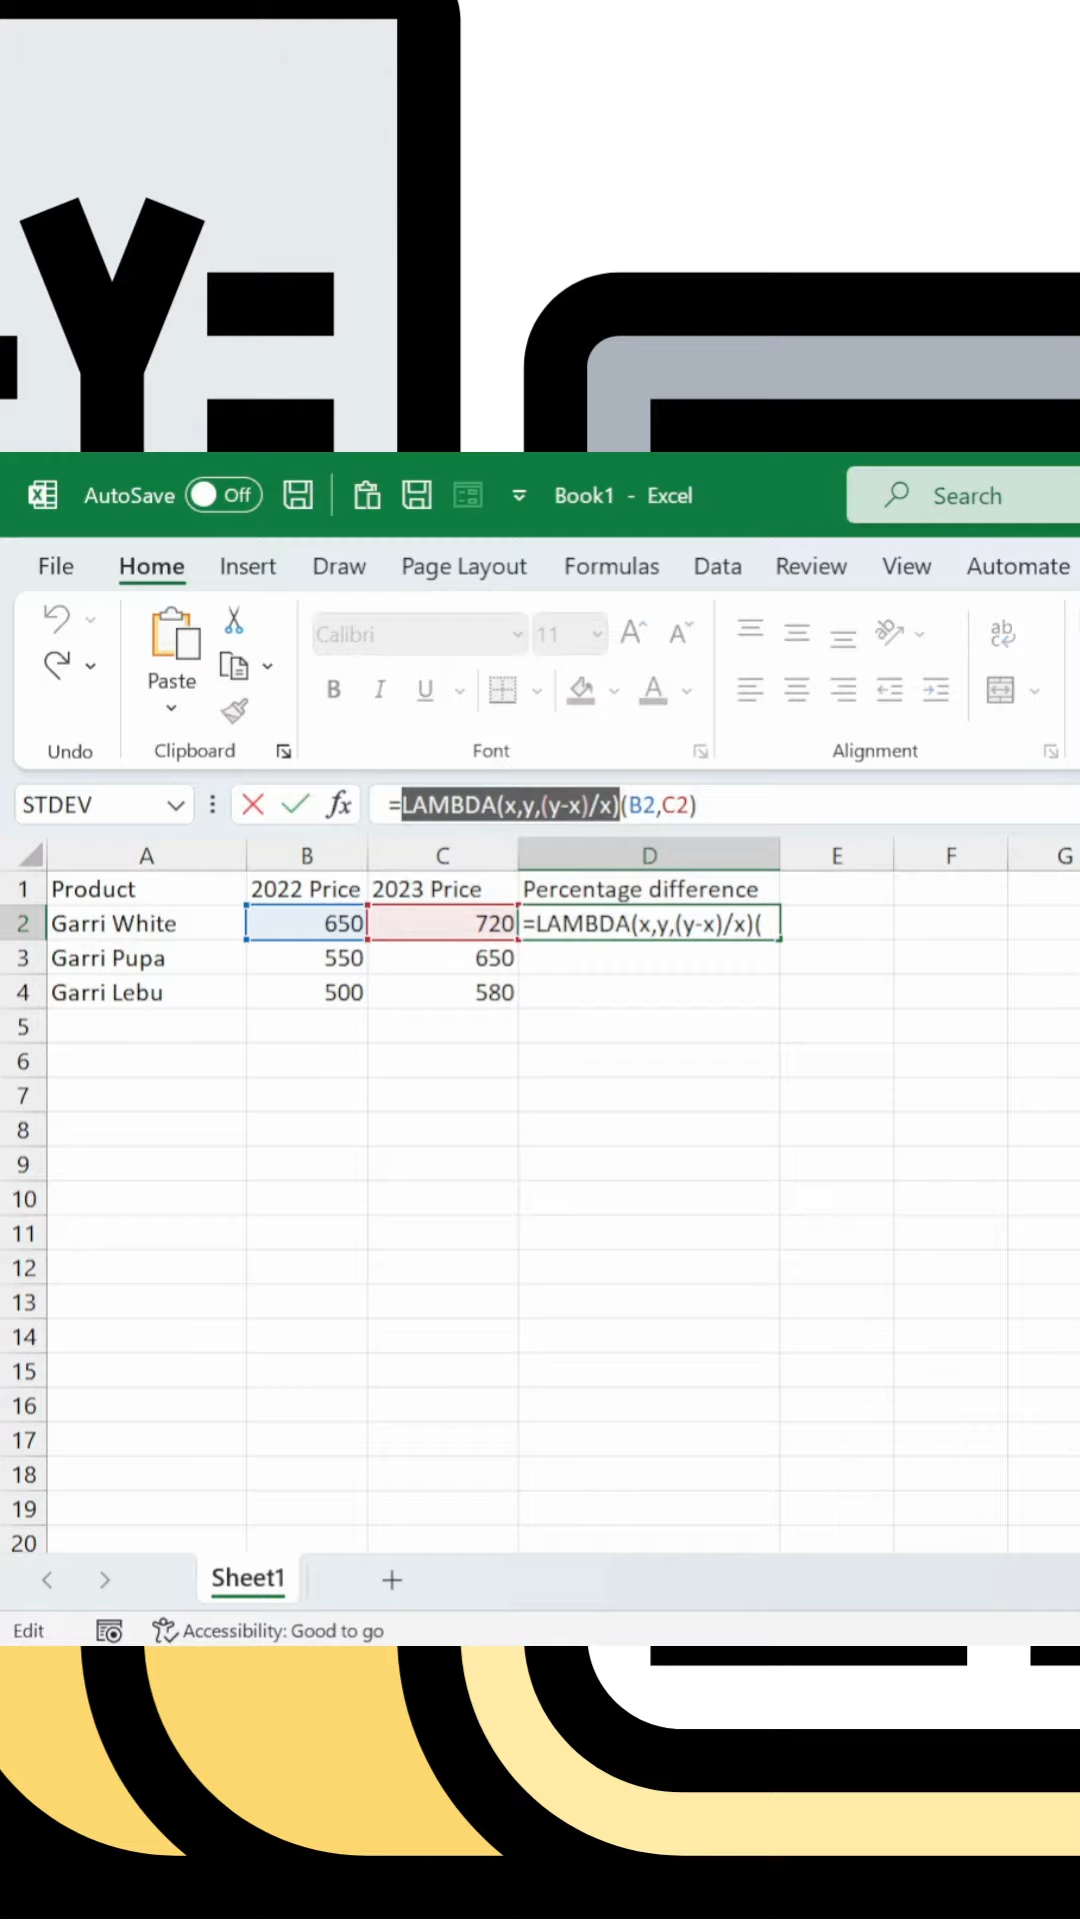 Y
AutoSave Off Book1 - Excel Search
File Home Insert Draw Page Layout Formulas Data Review View Automate
Calibri 11 A^ Aˇ ab
Paste B I U A
Undo Clipboard Font Alignment
STDEV fx =LAMBDA(x,y,(y-x)/x)(B2,C2)
A B C D E F G
1 Product 2022 Price 2023 Price Percentage difference
2 Garri White 650 720 =LAMBDA(x,y,(y-x)/x)(
3 Garri Pupa 550 650
4 Garri Lebu 500 580
5
6
7
8
9
10
11
12
13
14
15
16
17
18
19
20
Sheet1 +
Edit Accessibility: Good to go